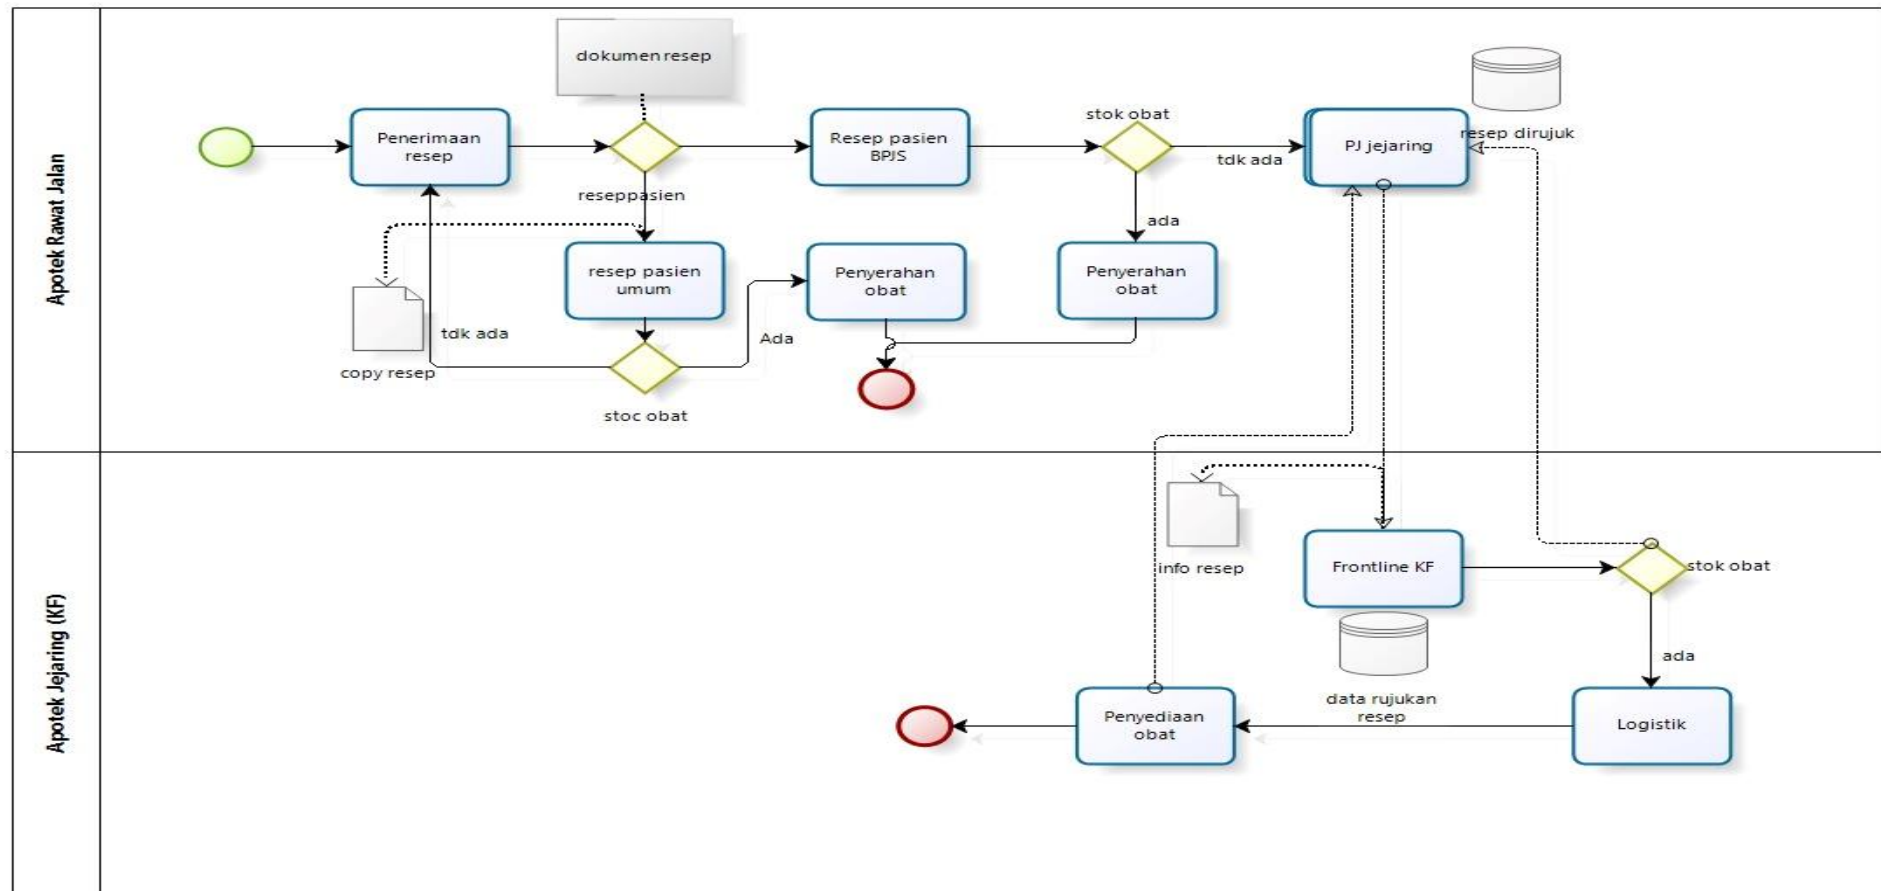 Apotek Rawat Jalan
dokumen resep
Penerimaan
resep
reseppasien
Resep pasien
BPJS
stok obat
tdk ada
PJ jejaring
resep dirujuk
ada
resep pasien
umum
Penyerahan
obat
Penyerahan
obat
copy resep
tdk ada
Ada
stoc obat
Apotek Jejaring (KF)
info resep
Frontline KF
stok obat
ada
data rujukan
resep
Penyediaan
obat
Logistik